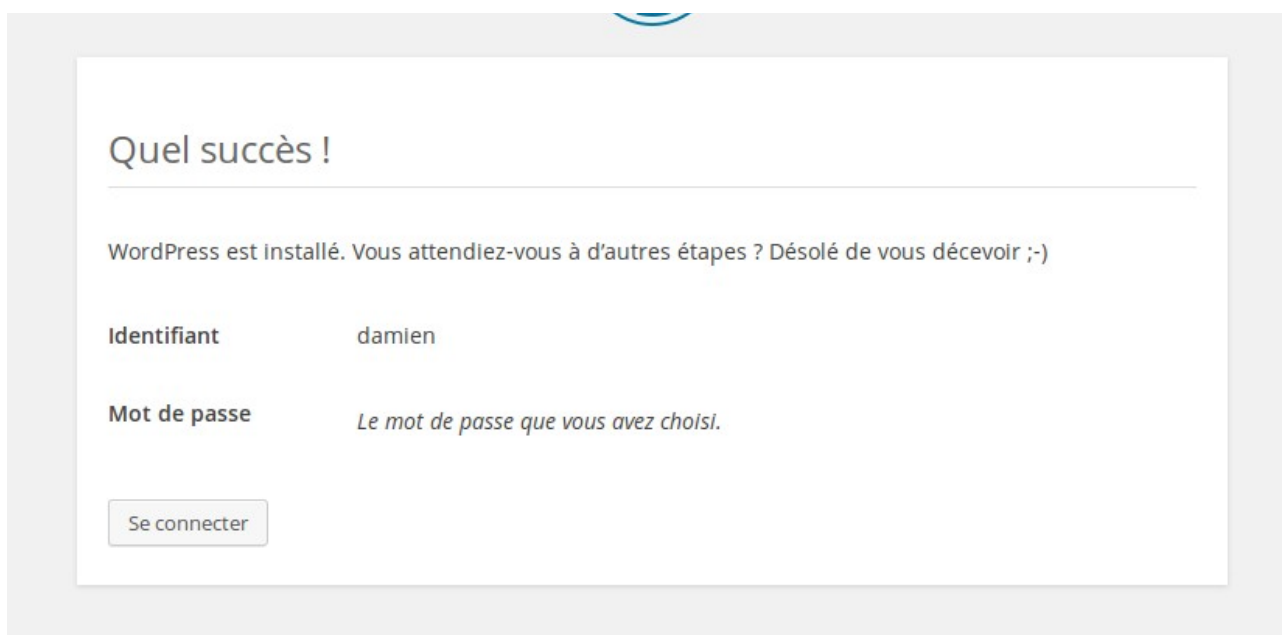 Quel succès !
WordPress est installé. Vous attendiez-vous à d’autres étapes ? Désolé de vous décevoir ;-)
Identifiant damien
Mot de passe Le mot de passe que vous avez choisi.
Se connecter